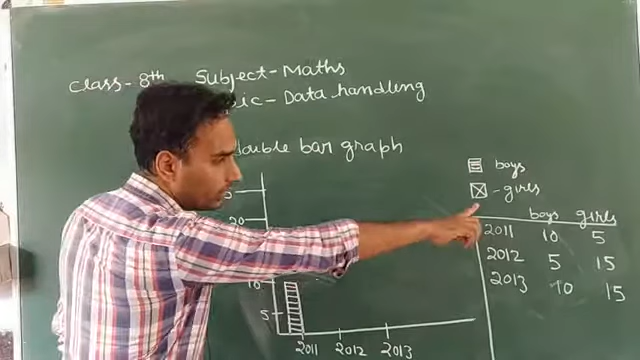 Class - 8th Subject - Maths
Data handling
double bar graph
boys
- girls
boys girls
2011 10 5
2012 5 15
2013 10 15
20
10
5
2011 2012 2013